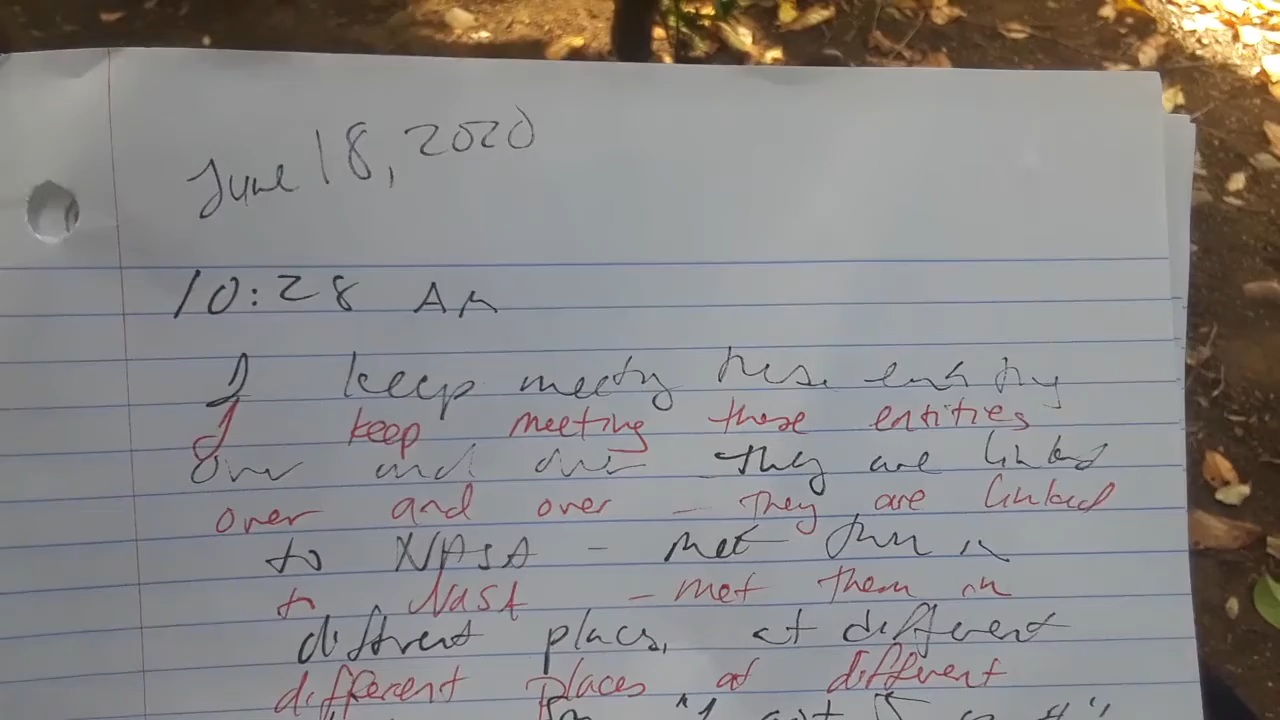 June 18, 2020
10:28 AM
I keep meeting these entity
I keep meeting these entities
over and over they are linked
over and over - They are linked
to NASA - met them in
to NASA - met them in
different places, at different
different places at different
"I got